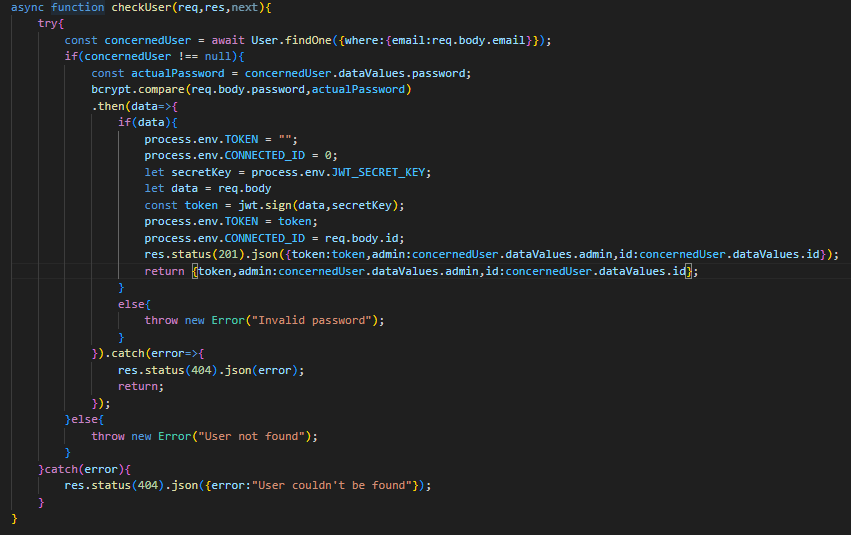 async function checkUser(req,res,next){
try{
const concernedUser = await User.findOne({where:{email:req.body.email}});
if(concernedUser !== null){
const actualPassword = concernedUser.dataValues.password;
bcrypt.compare(req.body.password,actualPassword)
.then(data=>{
if(data){
process.env.TOKEN = "";
process.env.CONNECTED_ID = 0;
let secretKey = process.env.JWT_SECRET_KEY;
let data = req.body
const token = jwt.sign(data,secretKey);
process.env.TOKEN = token;
process.env.CONNECTED_ID = req.body.id;
res.status(201).json({token:token,admin:concernedUser.dataValues.admin,id:concernedUser.dataValues.id});
return {token,admin:concernedUser.dataValues.admin,id:concernedUser.dataValues.id};
}
else{
throw new Error("Invalid password");
}
}).catch(error=>{
res.status(404).json(error);
return;
});
}else{
throw new Error("User not found");
}
}catch(error){
res.status(404).json({error:"User couldn't be found"});
}
}